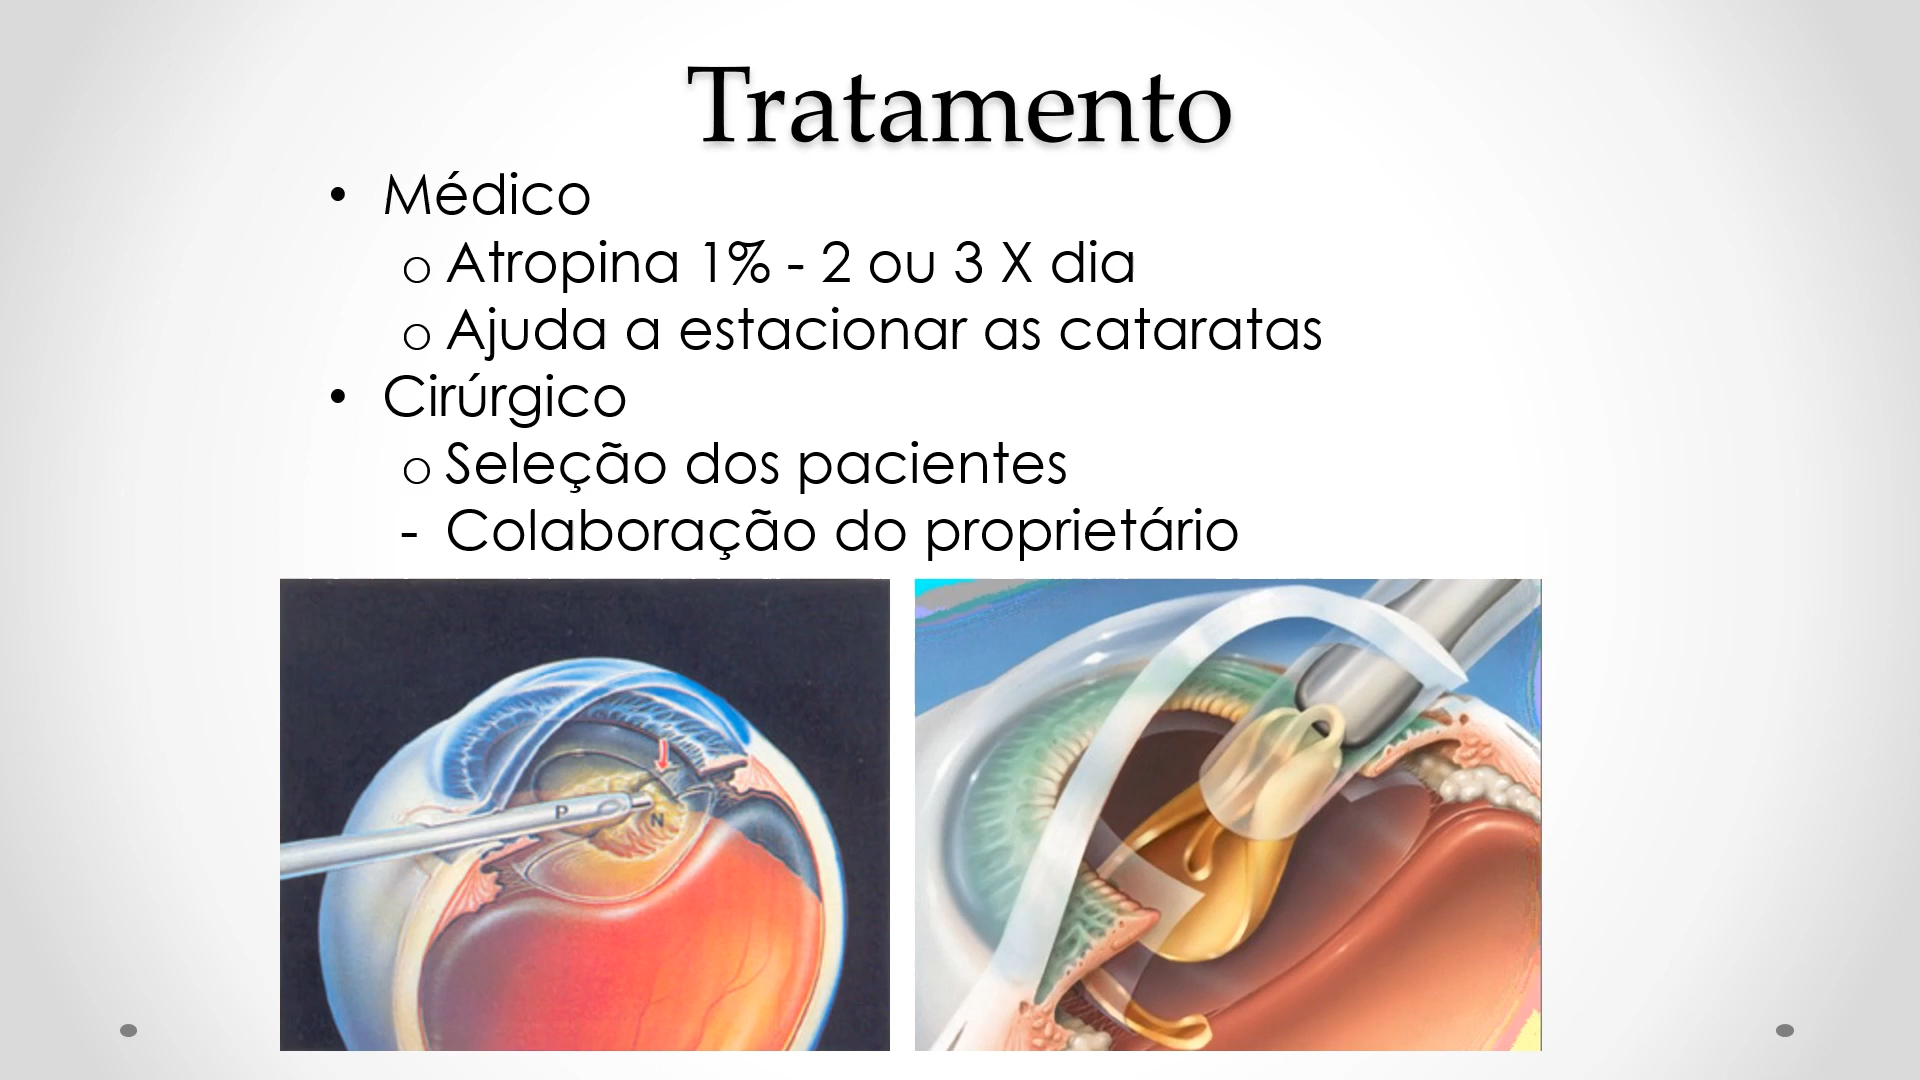 Tratamento
• Médico
o Atropina 1% - 2 ou 3 X dia
o Ajuda a estacionar as cataratas
• Cirúrgico
o Seleção dos pacientes
- Colaboração do proprietário
P
N